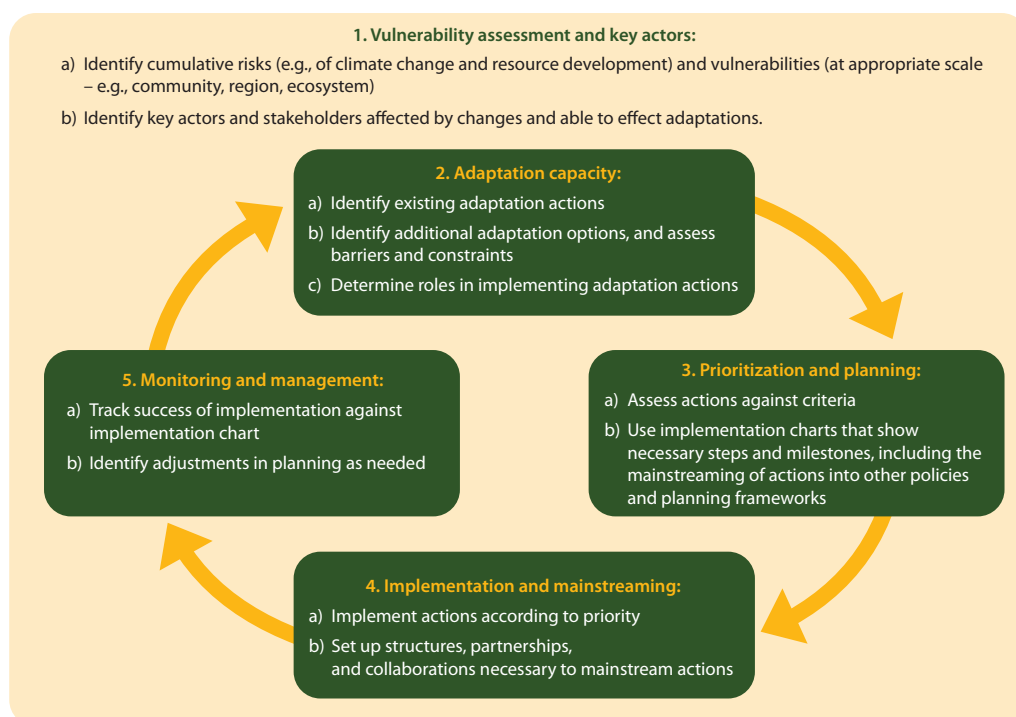 1. Vulnerability assessment and key actors:
a) Identify cumulative risks (e.g., of climate change and resource development) and vulnerabilities (at appropriate scale
– e.g., community, region, ecosystem)
b) Identify key actors and stakeholders affected by changes and able to effect adaptations.
2. Adaptation capacity:
a) Identify existing adaptation actions
b) Identify additional adaptation options, and assess
barriers and constraints
c) Determine roles in implementing adaptation actions
3. Prioritization and planning:
a) Assess actions against criteria
b) Use implementation charts that show
necessary steps and milestones, including the
mainstreaming of actions into other policies
and planning frameworks
4. Implementation and mainstreaming:
a) Implement actions according to priority
b) Set up structures, partnerships,
and collaborations necessary to mainstream actions
5. Monitoring and management:
a) Track success of implementation against
implementation chart
b) Identify adjustments in planning as needed